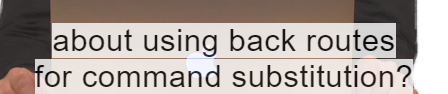 about using back routes
for command substitution?